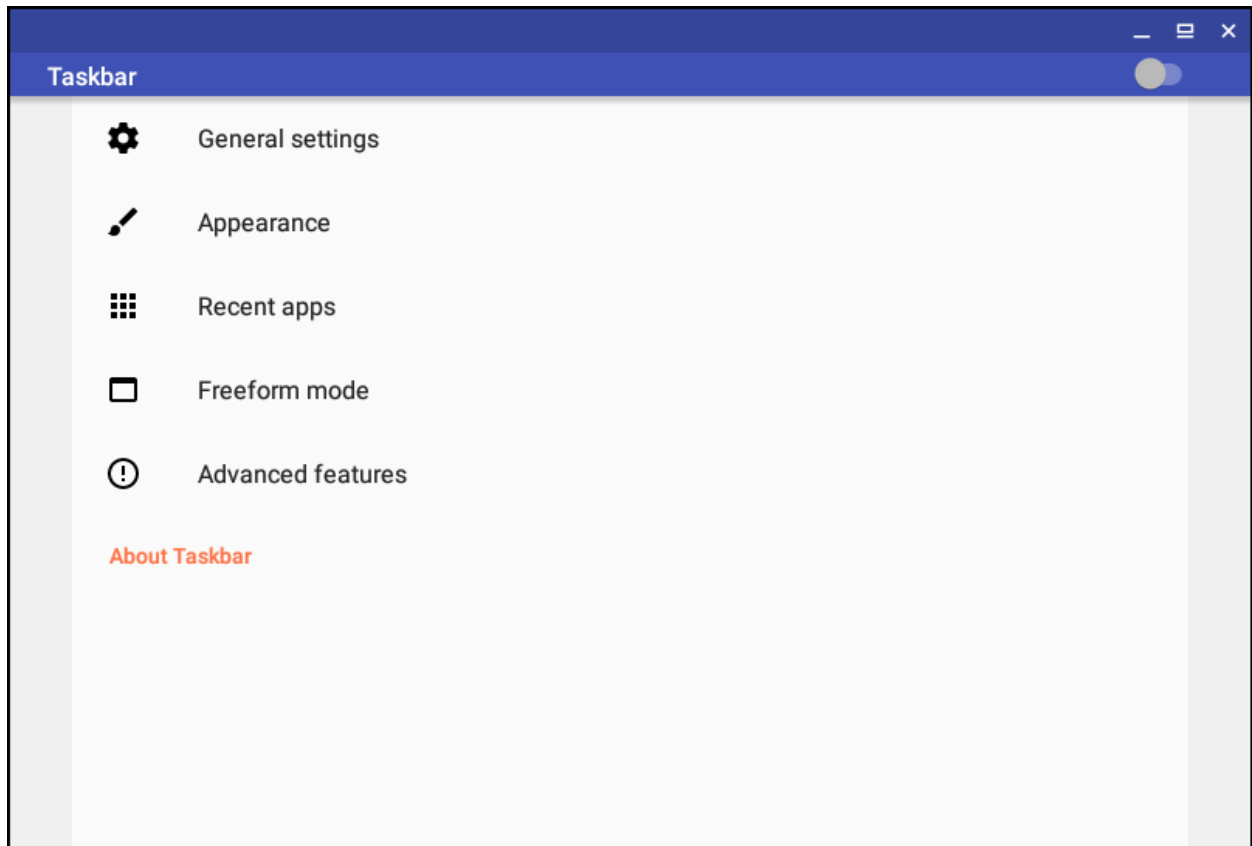 Taskbar
General settings
Appearance
Recent apps
Freeform mode
Advanced features
About Taskbar